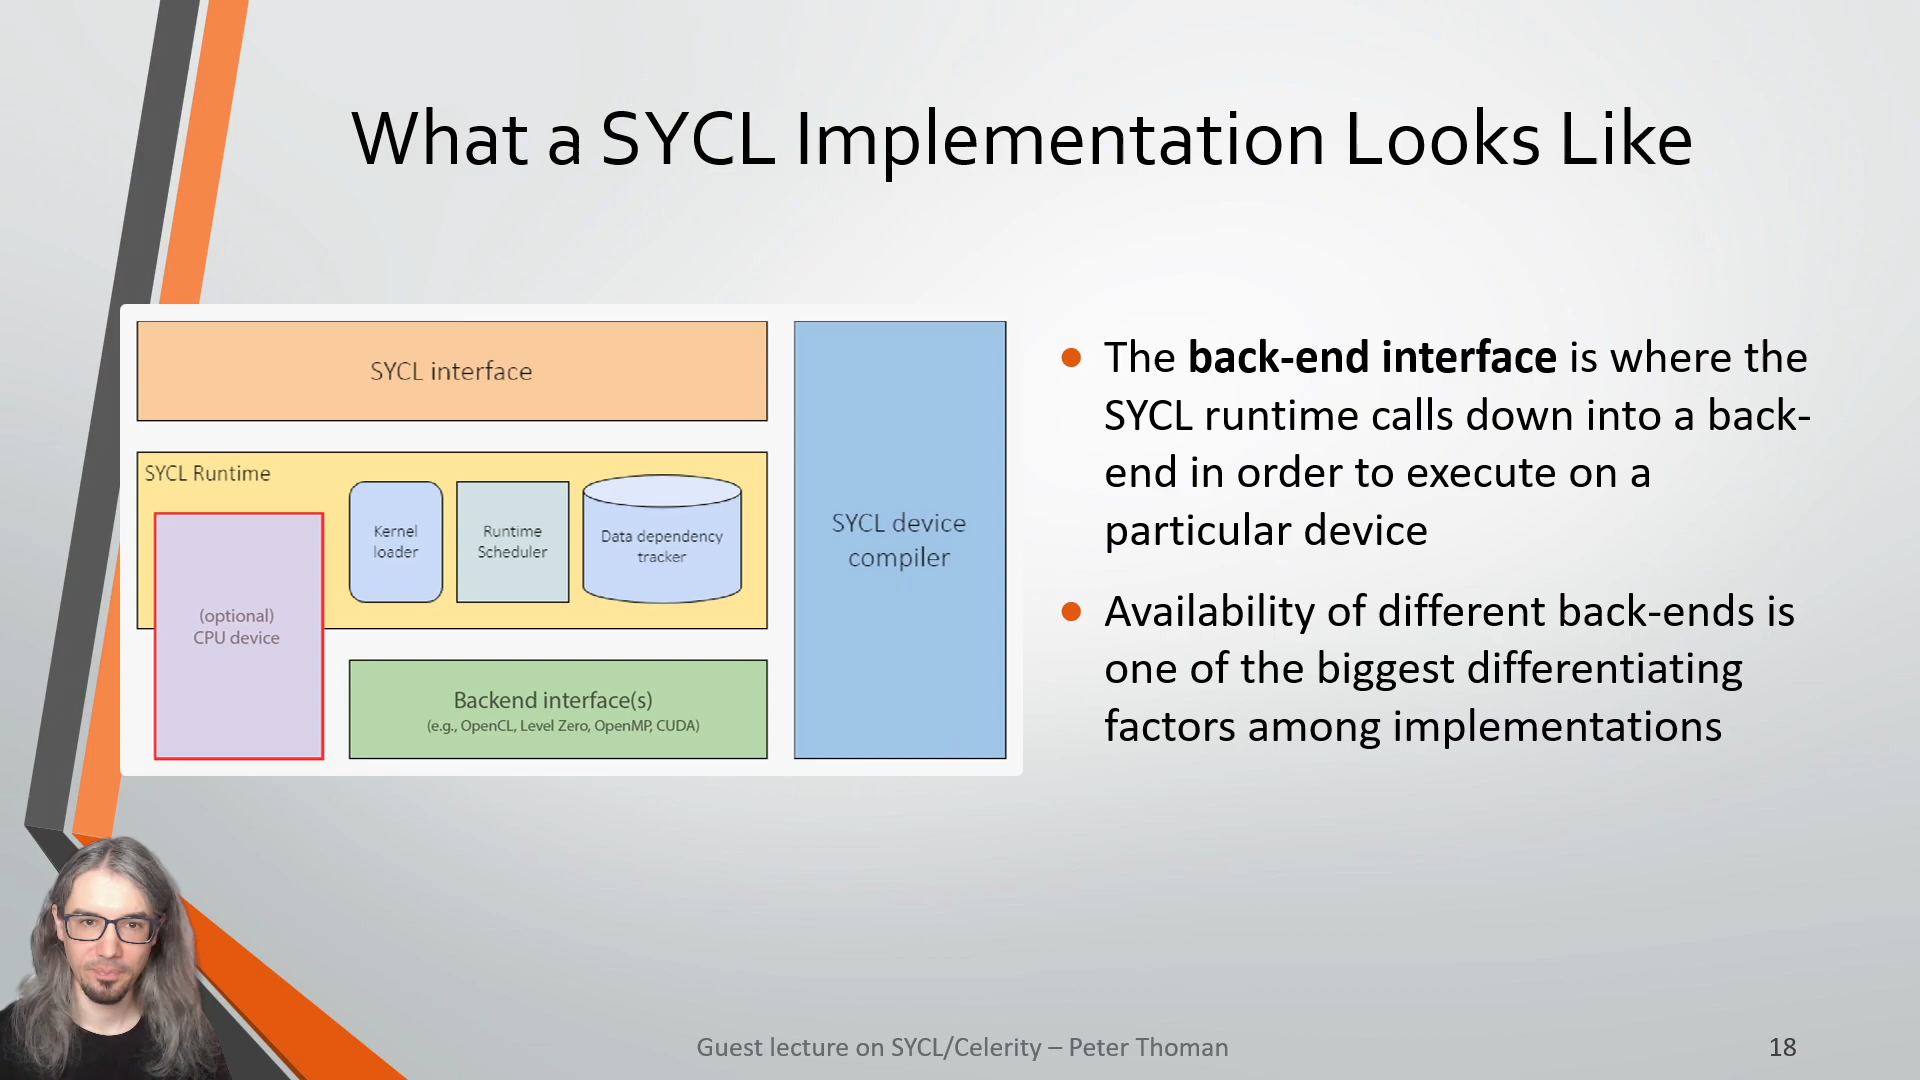 What a SYCL Implementation Looks Like
SYCL interface
SYCL Runtime
Kernel
loader
Runtime
Scheduler
Data dependency
tracker
(optional)
CPU device
Backend interface(s)
(e.g., OpenCL, Level Zero, OpenMP, CUDA)
SYCL device
compiler
The back-end interface is where the
SYCL runtime calls down into a back-
end in order to execute on a
particular device
Availability of different back-ends is
one of the biggest differentiating
factors among implementations
Guest lecture on SYCL/Celerity – Peter Thoman
18